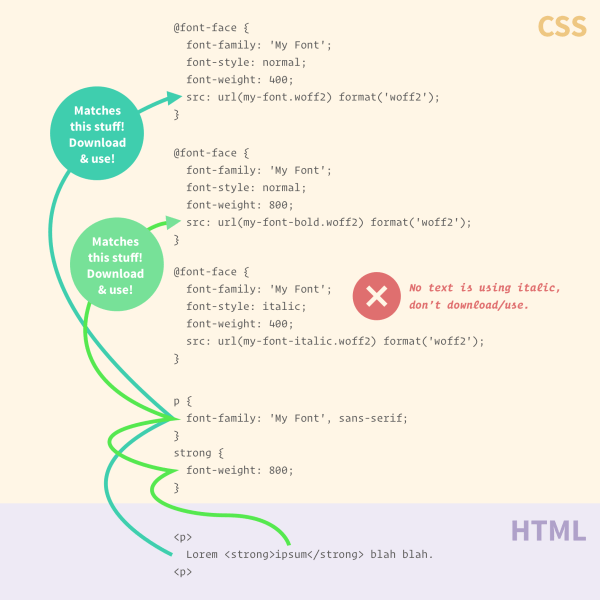 CSS
@font-face {
font-family: 'My Font';
font-style: normal;
font-weight: 400;
src: url(my-font.woff2) format('woff2');
}
Matches
this stuff!
Download
& use!
@font-face {
font-family: 'My Font';
font-style: normal;
font-weight: 800;
src: url(my-font-bold.woff2) format('woff2');
}
Matches
this stuff!
Download
& use!
@font-face {
font-family: 'My Font';
font-style: italic;
font-weight: 400;
src: url(my-font-italic.woff2) format('woff2');
}
No text is using italic,
don't download/use.
p {
font-family: 'My Font', sans-serif;
}
strong {
font-weight: 800;
}
HTML
<p>
Lorem <strong>ipsum</strong> blah blah.
<p>